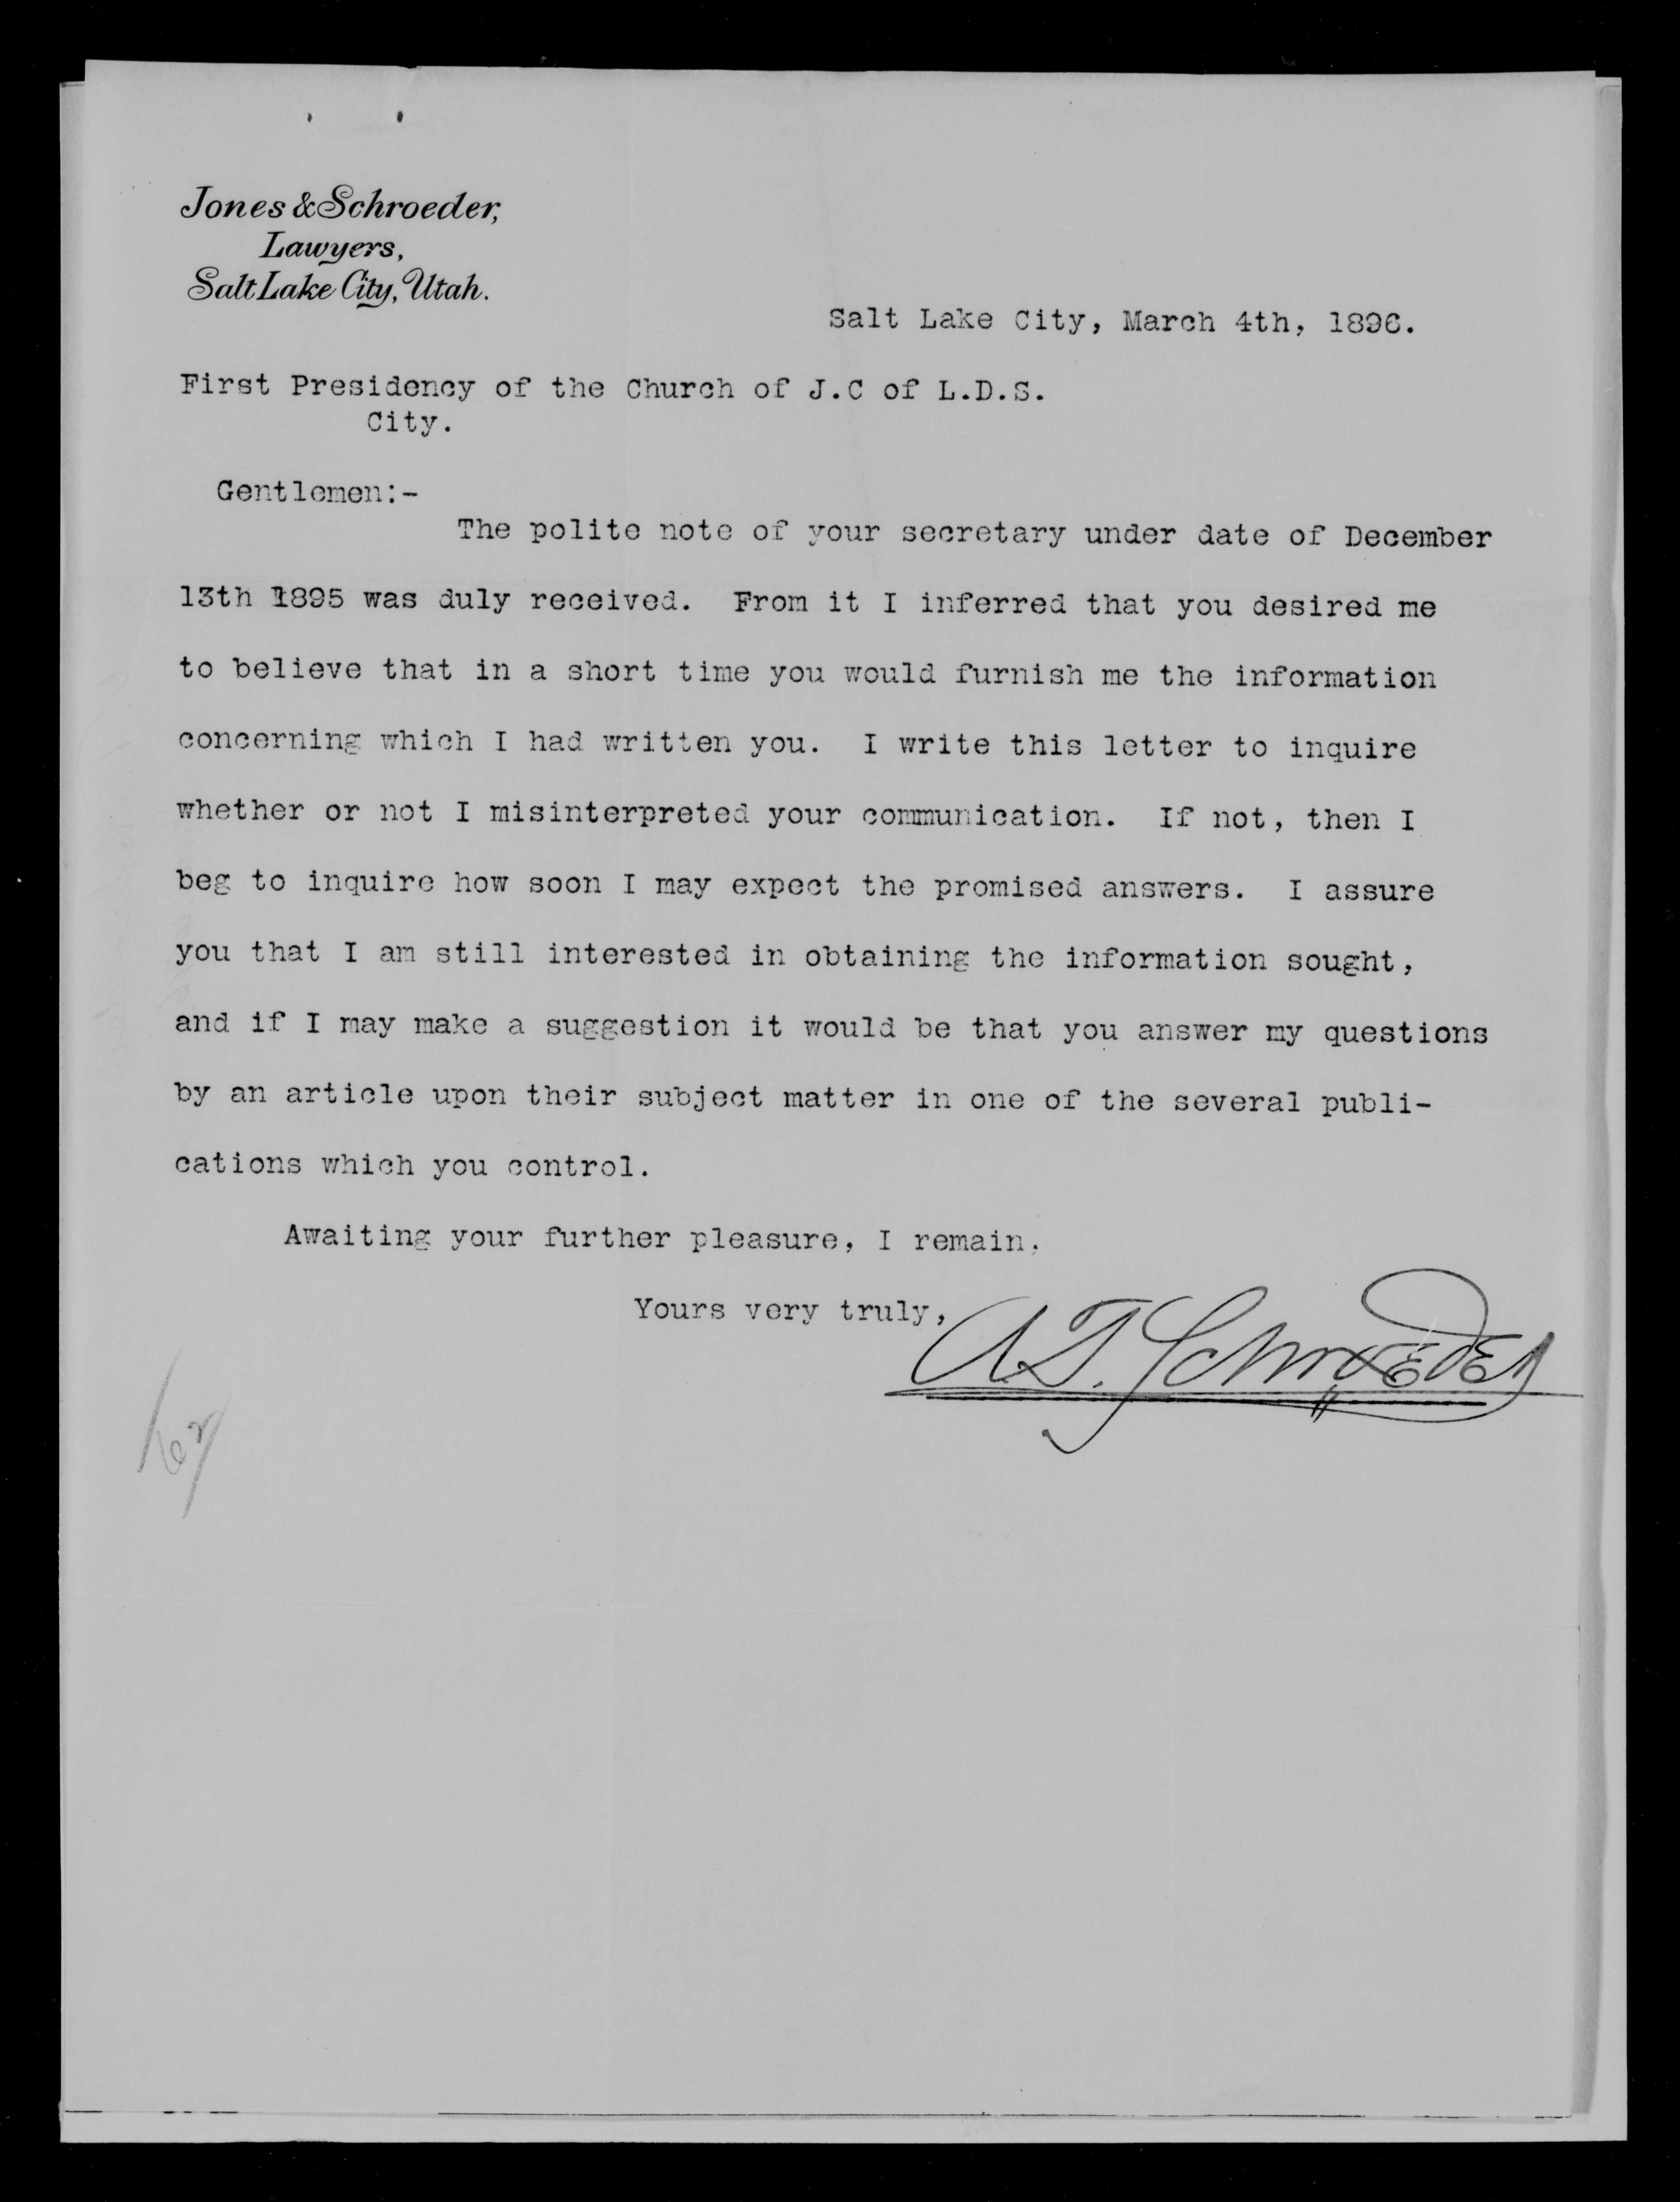 Jones & Schroeder,
Lawyers,
Salt Lake City, Utah.
Salt Lake City, March 4th, 1896.
First Presidency of the Church of J.C of L.D.S.
City.
Gentlemen:-
The polite note of your secretary under date of December
13th 1895 was duly received. From it I inferred that you desired me
to believe that in a short time you would furnish me the information
concerning which I had written you. I write this letter to inquire
whether or not I misinterpreted your communication. If not, then I
beg to inquire how soon I may expect the promised answers. I assure
you that I am still interested in obtaining the information sought,
and if I may make a suggestion it would be that you answer my questions
by an article upon their subject matter in one of the several publi-
cations which you control.
Awaiting your further pleasure, I remain.
Yours very truly,
A.T. Schroeder